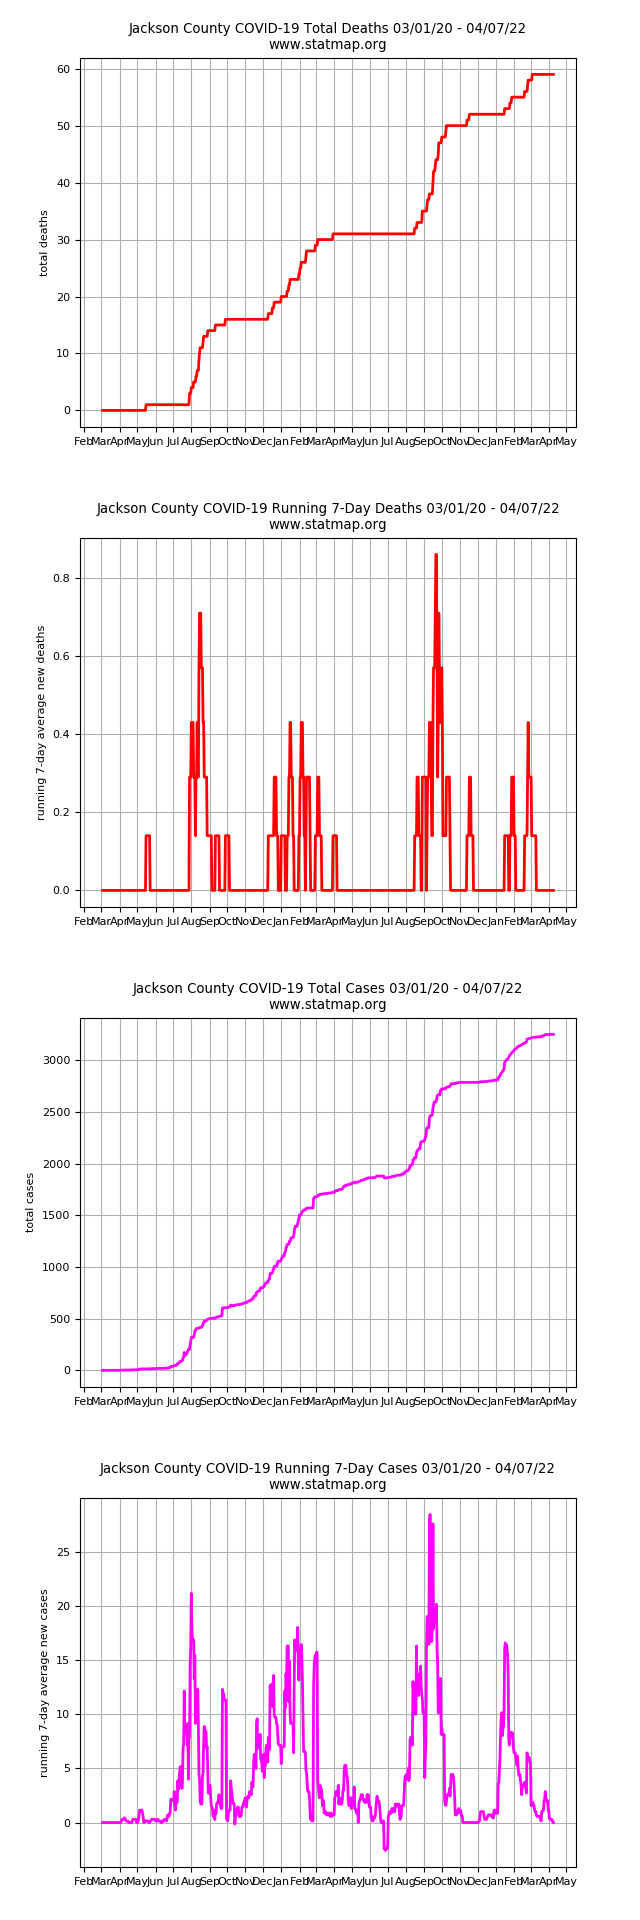 Jackson County COVID-19 Total Deaths 03/01/20 - 04/07/22
www.statmap.org
60
50
40
30
20
10
0
total deaths
Feb Mar Apr May Jun Jul Aug Sep Oct Nov Dec Jan Feb Mar Apr May Jun Jul Aug Sep Oct Nov Dec Jan Feb Mar Apr May
Jackson County COVID-19 Running 7-Day Deaths 03/01/20 - 04/07/22
www.statmap.org
0.8
0.6
0.4
0.2
0.0
running 7-day average new deaths
Feb Mar Apr May Jun Jul Aug Sep Oct Nov Dec Jan Feb Mar Apr May Jun Jul Aug Sep Oct Nov Dec Jan Feb Mar Apr May
Jackson County COVID-19 Total Cases 03/01/20 - 04/07/22
www.statmap.org
3000
2500
2000
1500
1000
500
0
total cases
Feb Mar Apr May Jun Jul Aug Sep Oct Nov Dec Jan Feb Mar Apr May Jun Jul Aug Sep Oct Nov Dec Jan Feb Mar Apr May
Jackson County COVID-19 Running 7-Day Cases 03/01/20 - 04/07/22
www.statmap.org
25
20
15
10
5
0
running 7-day average new cases
Feb Mar Apr May Jun Jul Aug Sep Oct Nov Dec Jan Feb Mar Apr May Jun Jul Aug Sep Oct Nov Dec Jan Feb Mar Apr May